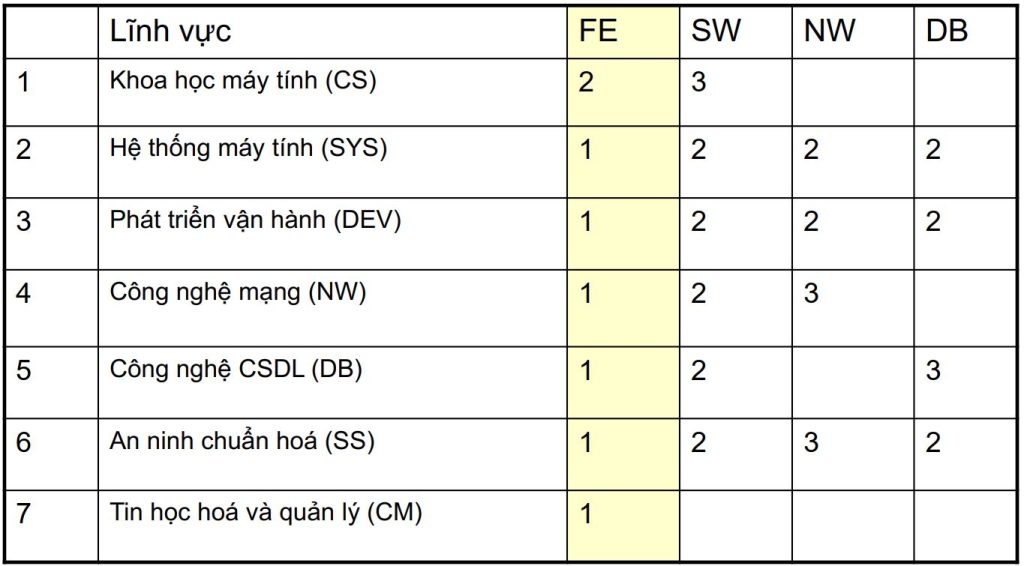 Lĩnh vực FE SW NW DB
1 Khoa học máy tính (CS) 2 3
2 Hệ thống máy tính (SYS) 1 2 2 2
3 Phát triển vận hành (DEV) 1 2 2 2
4 Công nghệ mạng (NW) 1 2 3
5 Công nghệ CSDL (DB) 1 2 3
6 An ninh chuẩn hoá (SS) 1 2 3 2
7 Tin học hoá và quản lý (CM) 1